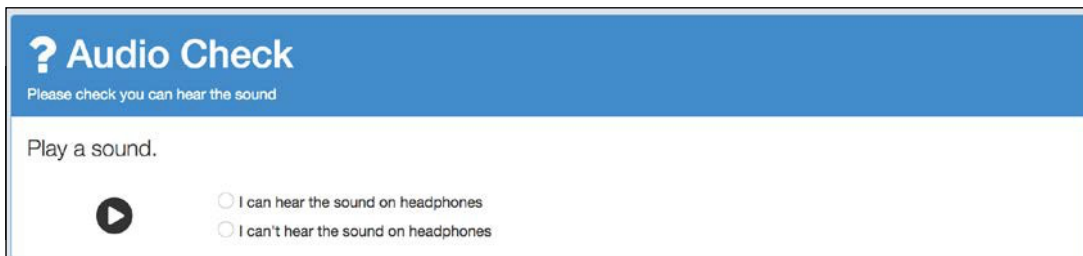 ? Audio Check
Please check you can hear the sound
Play a sound.
I can hear the sound on headphones
I can't hear the sound on headphones